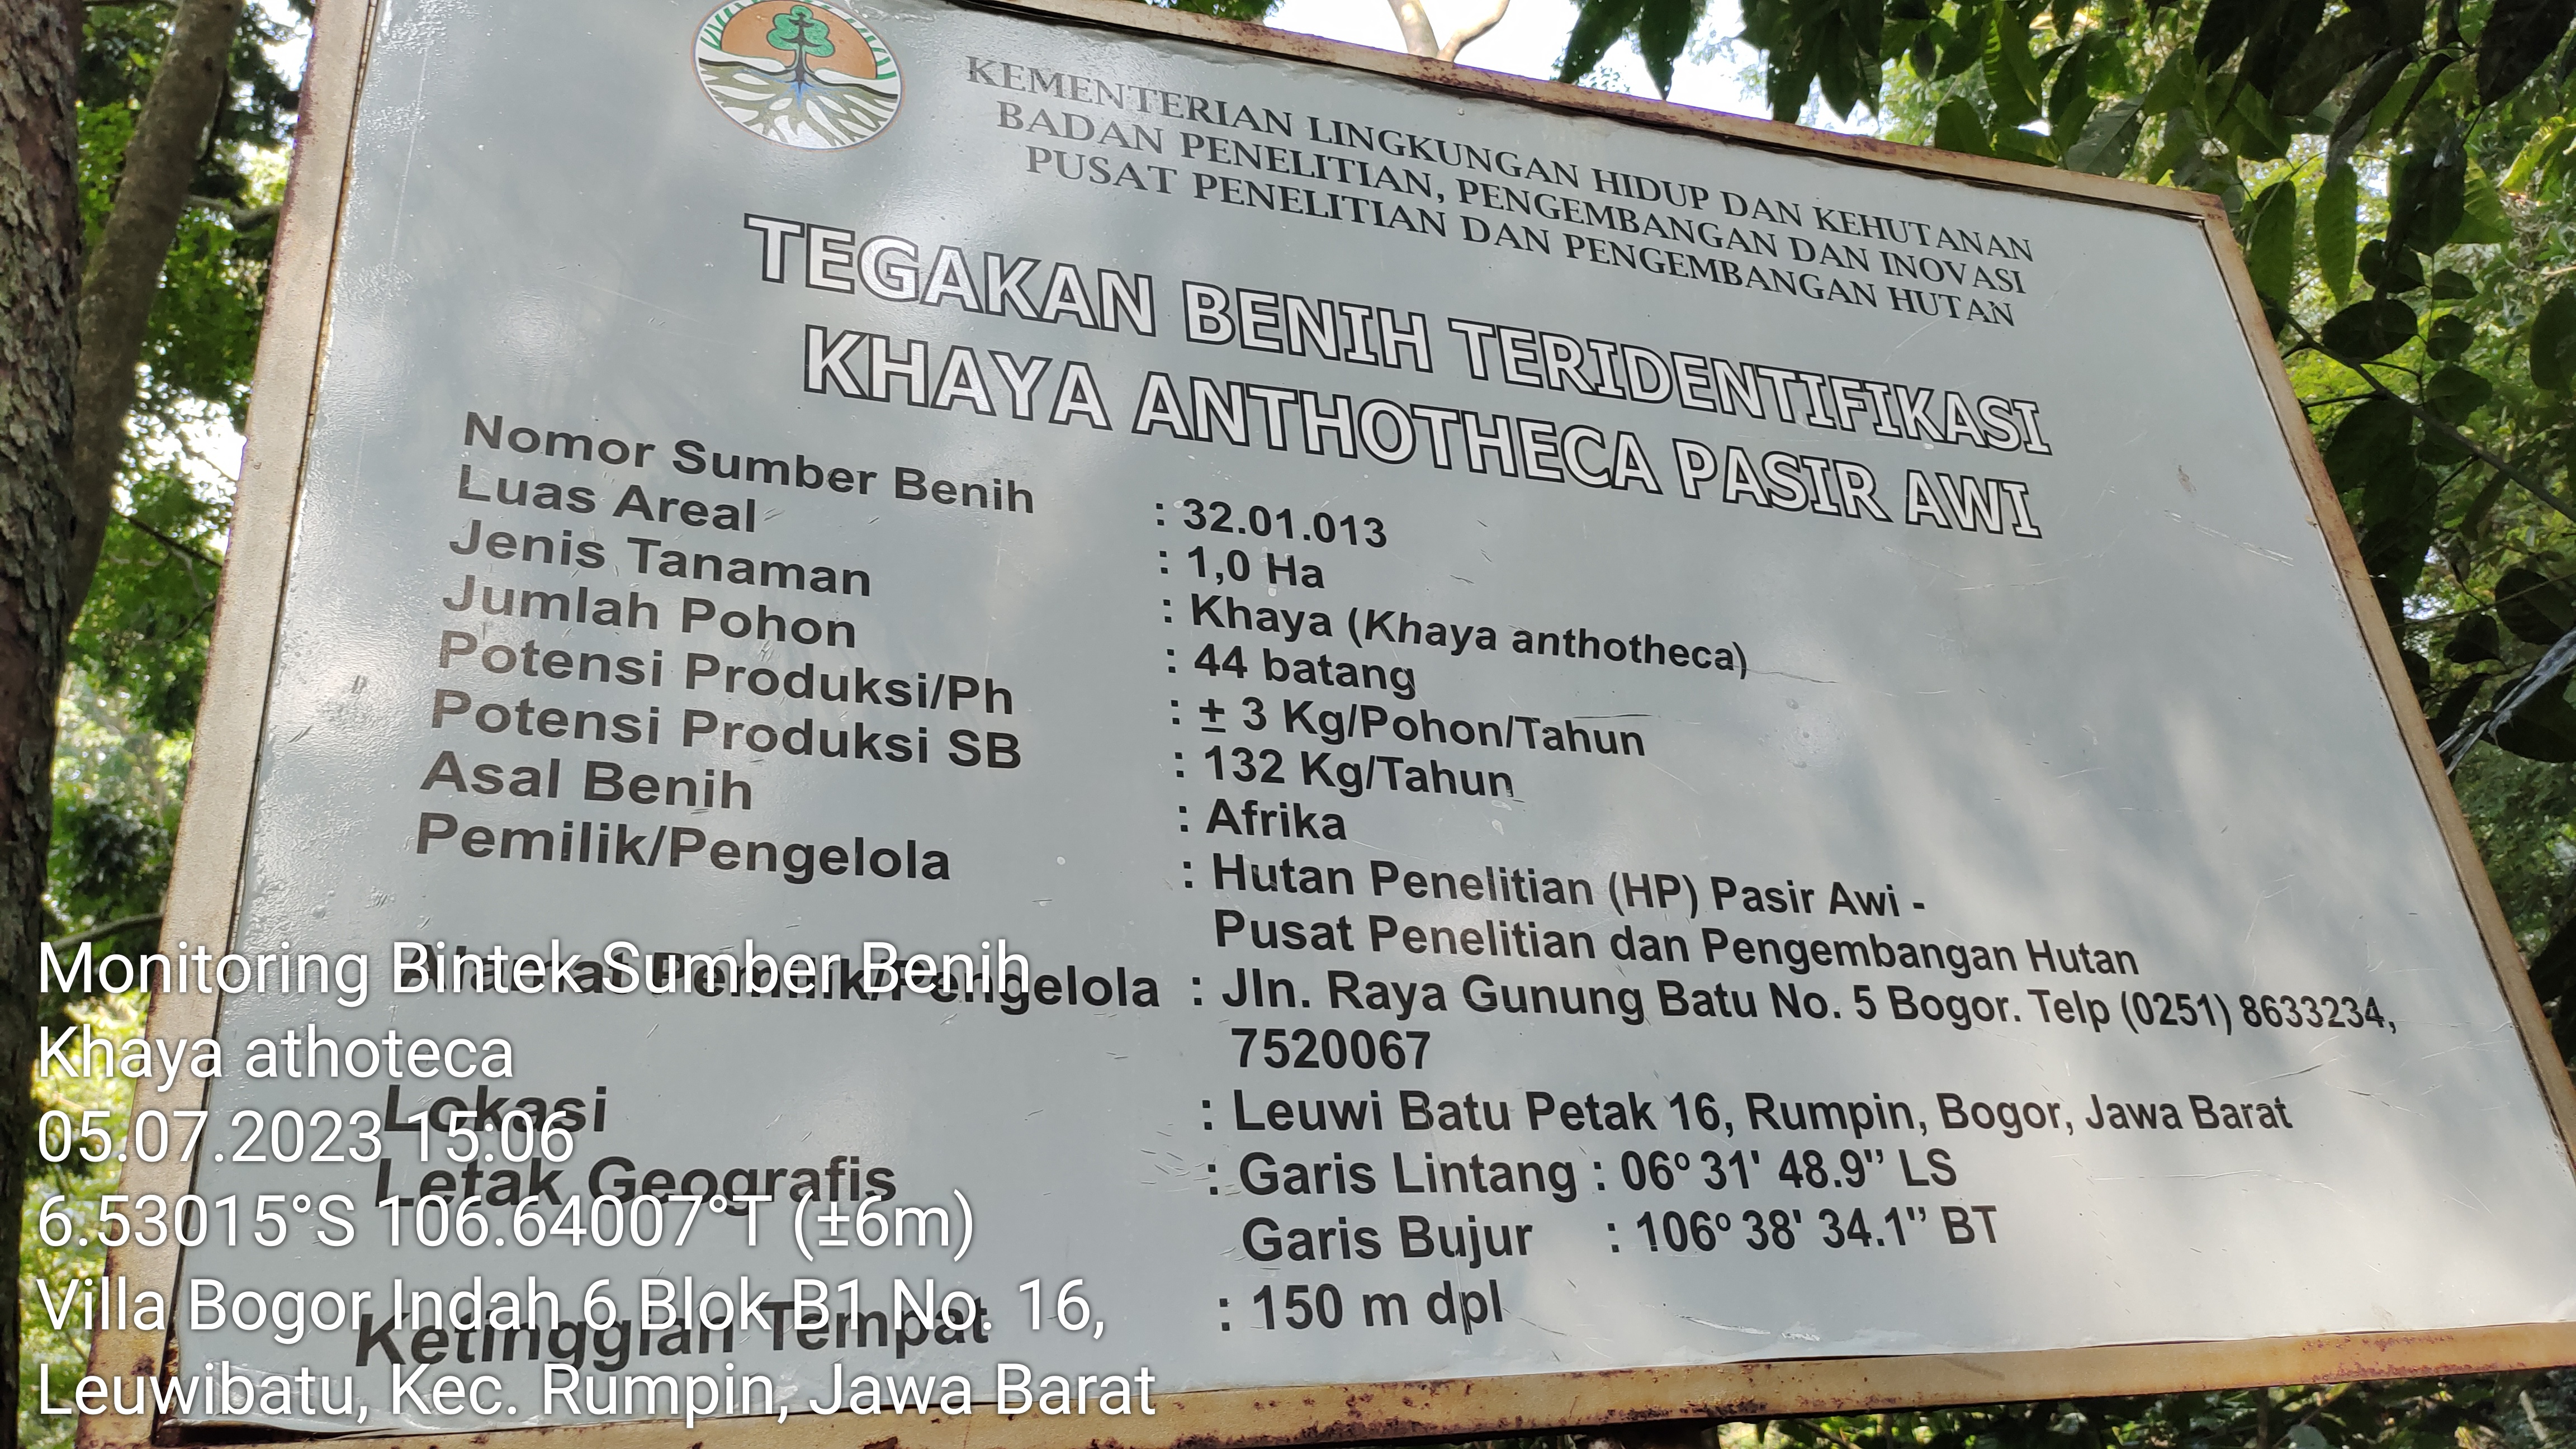 KEMENTERIAN LINGKUNGAN HIDUP DAN KEHUTANAN
BADAN PENELITIAN, PENGEMBANGAN DAN INOVASI
PUSAT PENELITIAN DAN PENGEMBANGAN HUTAN
TEGAKAN BENIH TERIDENTIFIKASI
KHAYA ANTHOTHECA PASIR AWI
Nomor Sumber Benih : 32.01.013
Luas Areal : 1,0 Ha
Jenis Tanaman : Khaya (Khaya anthotheca)
Jumlah Pohon : 44 batang
Potensi Produksi/Ph : ± 3 Kg/Pohon/Tahun
Potensi Produksi SB : 132 Kg/Tahun
Asal Benih : Afrika
Pemilik/Pengelola : Hutan Penelitian (HP) Pasir Awi -
Pusat Penelitian dan Pengembangan Hutan
Alamat Pemilik/Pengelola : Jln. Raya Gunung Batu No. 5 Bogor. Telp (0251) 8633234,
7520067
Lokasi : Leuwi Batu Petak 16, Rumpin, Bogor, Jawa Barat
Letak Geografis : Garis Lintang : 06º 31' 48.9" LS
Garis Bujur : 106º 38' 34.1" BT
Ketinggian Tempat : 150 m dpl
Monitoring Bintek Sumber Benih
Khaya athoteca
05.07.2023 15:06
6.53015°S 106.64007°T (±6m)
Villa Bogor Indah 6 Blok B1 No. 16,
Leuwibatu, Kec. Rumpin, Jawa Barat